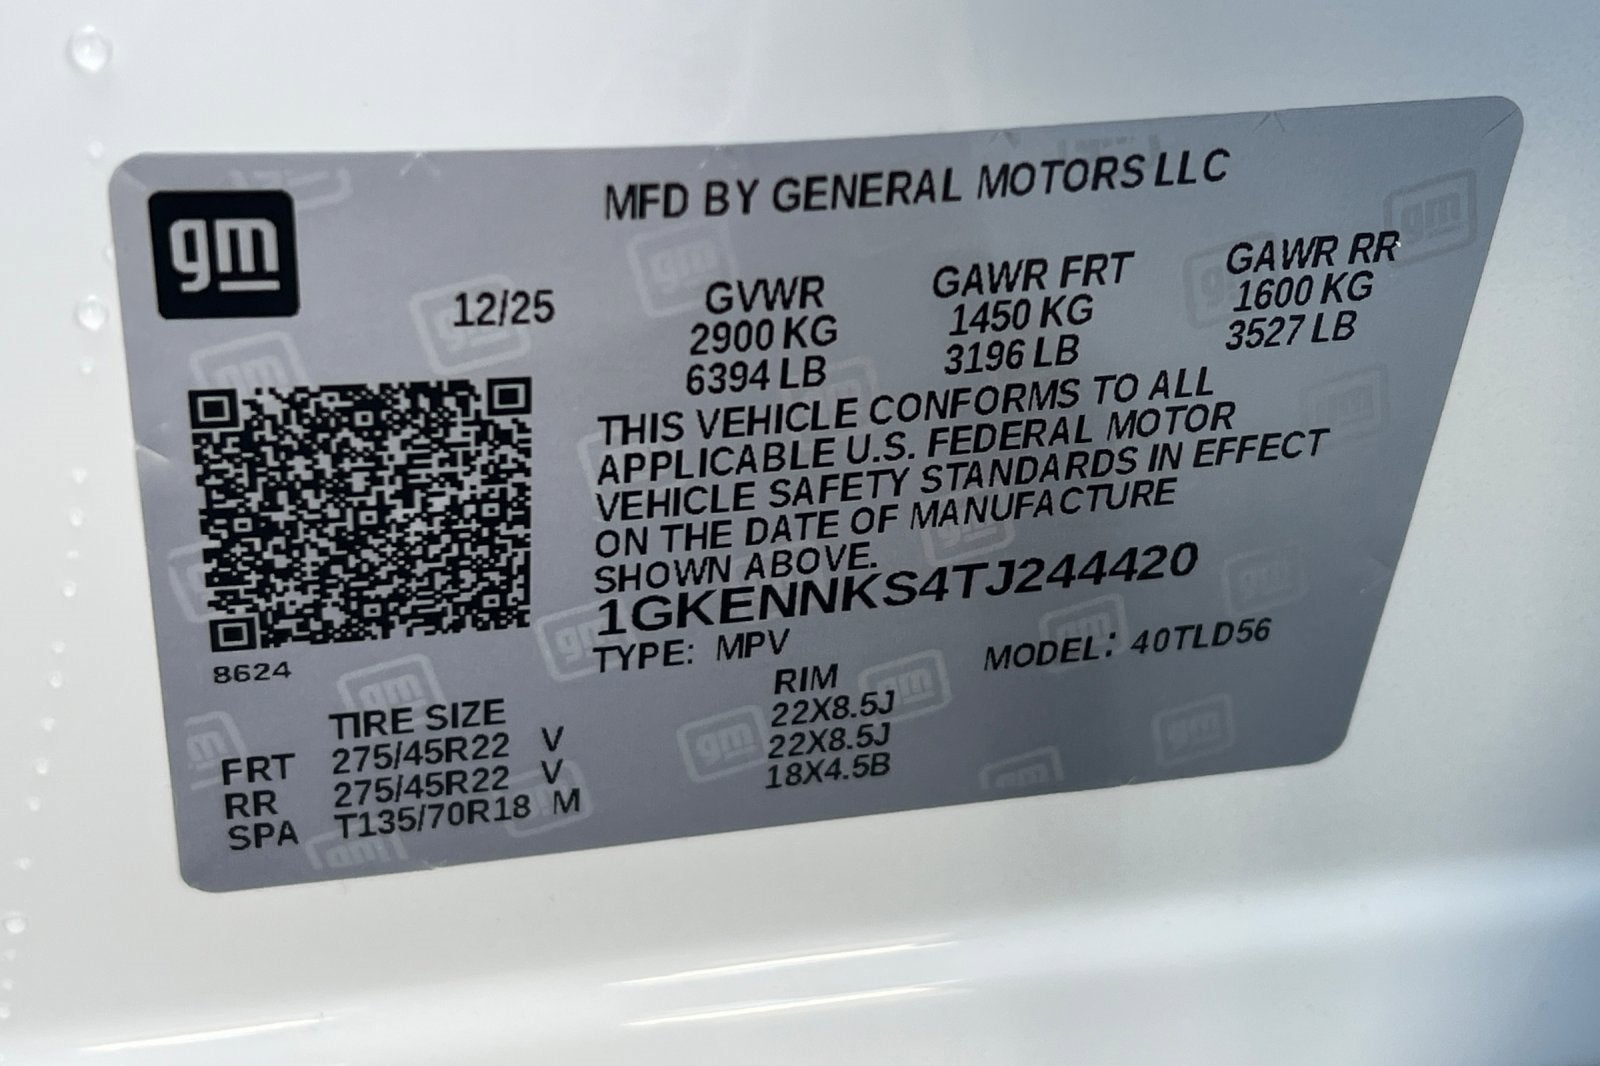 gm
MFD BY GENERAL MOTORS LLC
12/25
GVWR GAWR FRT GAWR RR
2900 KG 1450 KG 1600 KG
6394 LB 3196 LB 3527 LB
THIS VEHICLE CONFORMS TO ALL
APPLICABLE U.S. FEDERAL MOTOR
VEHICLE SAFETY STANDARDS IN EFFECT
ON THE DATE OF MANUFACTURE
SHOWN ABOVE.
1GKENNKS4TJ244420
TYPE: MPV MODEL: 40TLD56
8624
TIRE SIZE RIM
FRT 275/45R22 V 22X8.5J
RR 275/45R22 V 22X8.5J
SPA T135/70R18 M 18X4.5B